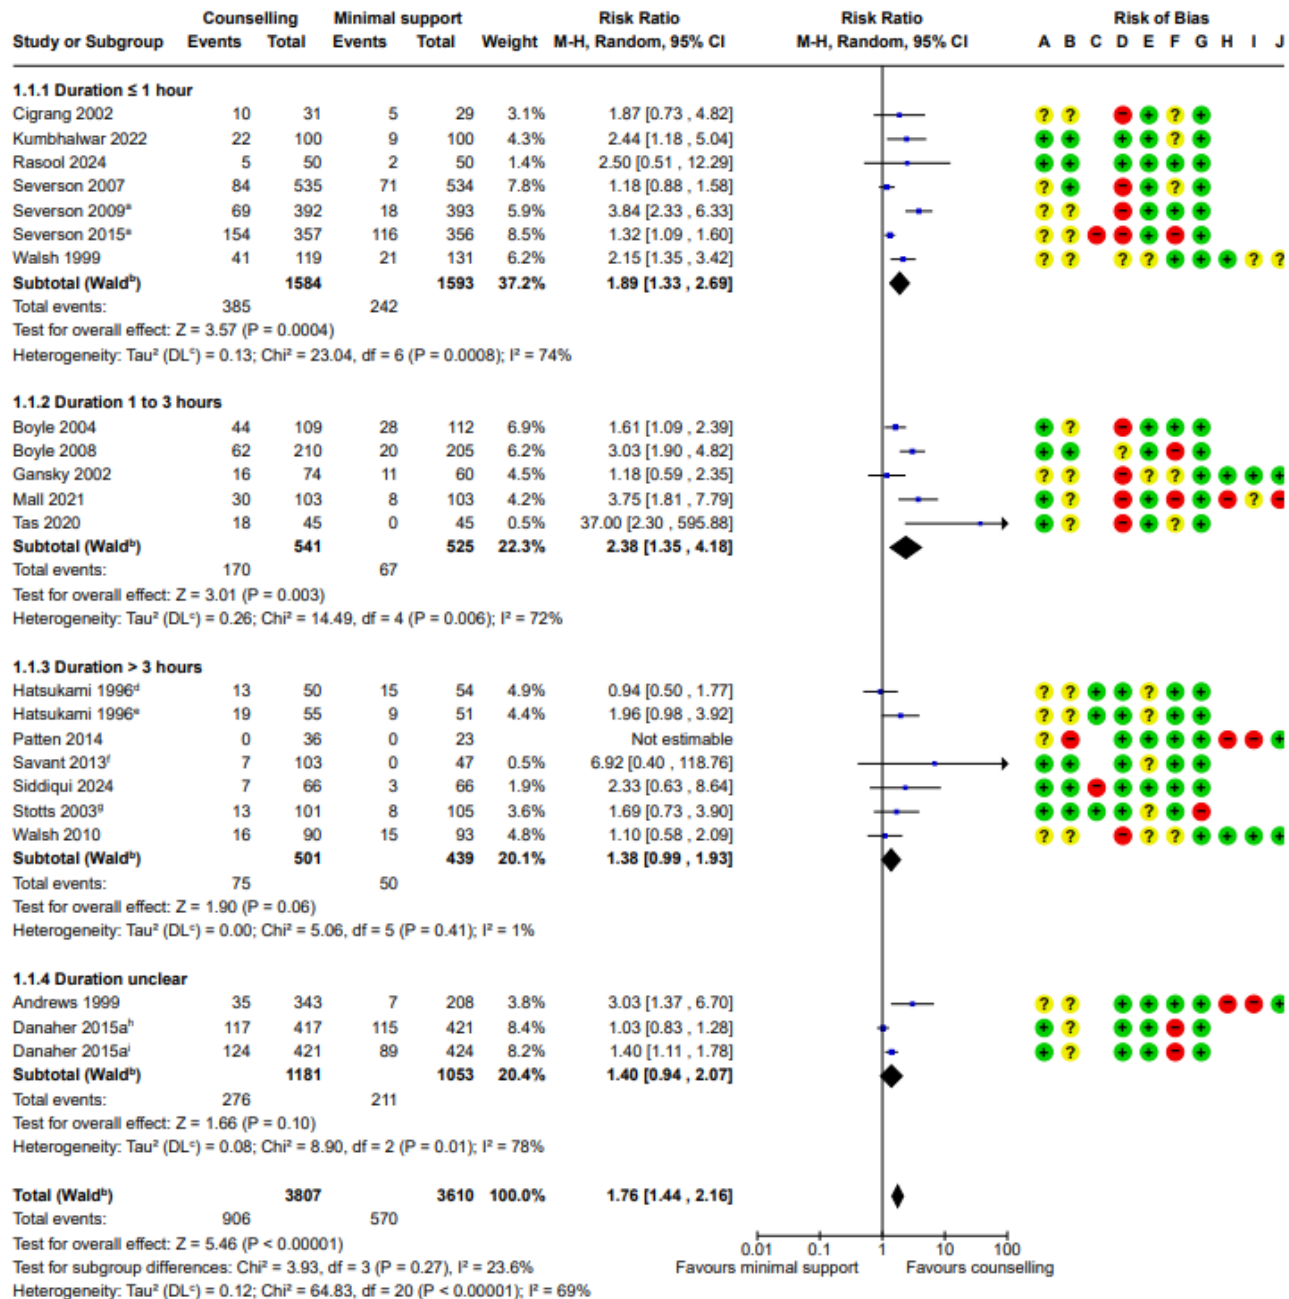 Counselling Minimal support Risk Ratio Risk Ratio Risk of Bias
Study or Subgroup Events Total Events Total Weight M-H, Random, 95% CI M-H, Random, 95% CI A B C D E F G H I J
1.1.1 Duration ≤ 1 hour
Cigrang 2002 10 31 5 29 3.1% 1.87 [0.73 , 4.82] ? ? - + ? +
Kumbhalwar 2022 22 100 9 100 4.3% 2.44 [1.18 , 5.04] + + + + ? +
Rasool 2024 5 50 2 50 1.4% 2.50 [0.51 , 12.29] + + + + + +
Severson 2007 84 535 71 534 7.8% 1.18 [0.88 , 1.58] ? + - + ? +
Severson 2009ᵃ 69 392 18 393 5.9% 3.84 [2.33 , 6.33] ? ? - + + +
Severson 2015ᵃ 154 357 116 356 8.5% 1.32 [1.09 , 1.60] ? ? - - + - +
Walsh 1999 41 119 21 131 6.2% 2.15 [1.35 , 3.42] ? ? ? ? + + + ? ?
Subtotal (Waldᵇ) 1584 1593 37.2% 1.89 [1.33 , 2.69]
Total events: 385 242
Test for overall effect: Z = 3.57 (P = 0.0004)
Heterogeneity: Tau² (DLᶜ) = 0.13; Chi² = 23.04, df = 6 (P = 0.0008); I² = 74%
1.1.2 Duration 1 to 3 hours
Boyle 2004 44 109 28 112 6.9% 1.61 [1.09 , 2.39] + ? - + + +
Boyle 2008 62 210 20 205 6.2% 3.03 [1.90 , 4.82] + + ? + - +
Gansky 2002 16 74 11 60 4.5% 1.18 [0.59 , 2.35] ? ? - ? ? + + + +
Mall 2021 30 103 8 103 4.2% 3.75 [1.81 , 7.79] + ? - + - + - ? -
Tas 2020 18 45 0 45 0.5% 37.00 [2.30 , 595.88] + ? - + ? +
Subtotal (Waldᵇ) 541 525 22.3% 2.38 [1.35 , 4.18]
Total events: 170 67
Test for overall effect: Z = 3.01 (P = 0.003)
Heterogeneity: Tau² (DLᶜ) = 0.26; Chi² = 14.49, df = 4 (P = 0.006); I² = 72%
1.1.3 Duration > 3 hours
Hatsukami 1996ᵈ 13 50 15 54 4.9% 0.94 [0.50 , 1.77] ? ? + + ? + +
Hatsukami 1996ᵉ 19 55 9 51 4.4% 1.96 [0.98 , 3.92] ? ? + + ? + +
Patten 2014 0 36 0 23 Not estimable ? - + + + + - - +
Savant 2013ᶠ 7 103 0 47 0.5% 6.92 [0.40 , 118.76] + + + ? + +
Siddiqui 2024 7 66 3 66 1.9% 2.33 [0.63 , 8.64] + + - + + + +
Stotts 2003ᵍ 13 101 8 105 3.6% 1.69 [0.73 , 3.90] + + + + ? + -
Walsh 2010 16 90 15 93 4.8% 1.10 [0.58 , 2.09] ? ? - ? ? + + + +
Subtotal (Waldᵇ) 501 439 20.1% 1.38 [0.99 , 1.93]
Total events: 75 50
Test for overall effect: Z = 1.90 (P = 0.06)
Heterogeneity: Tau² (DLᶜ) = 0.00; Chi² = 5.06, df = 5 (P = 0.41); I² = 1%
1.1.4 Duration unclear
Andrews 1999 35 343 7 208 3.8% 3.03 [1.37 , 6.70] ? ? + + + + - - +
Danaher 2015aʰ 117 417 115 421 8.4% 1.03 [0.83 , 1.28] + ? + + - +
Danaher 2015aⁱ 124 421 89 424 8.2% 1.40 [1.11 , 1.78] + ? + + - +
Subtotal (Waldᵇ) 1181 1053 20.4% 1.40 [0.94 , 2.07]
Total events: 276 211
Test for overall effect: Z = 1.66 (P = 0.10)
Heterogeneity: Tau² (DLᶜ) = 0.08; Chi² = 8.90, df = 2 (P = 0.01); I² = 78%
Total (Waldᵇ) 3807 3610 100.0% 1.76 [1.44 , 2.16]
Total events: 906 570
Test for overall effect: Z = 5.46 (P < 0.00001) 0.01 0.1 1 10 100
Test for subgroup differences: Chi² = 3.93, df = 3 (P = 0.27), I² = 23.6% Favours minimal support Favours counselling
Heterogeneity: Tau² (DLᶜ) = 0.12; Chi² = 64.83, df = 20 (P < 0.00001); I² = 69%